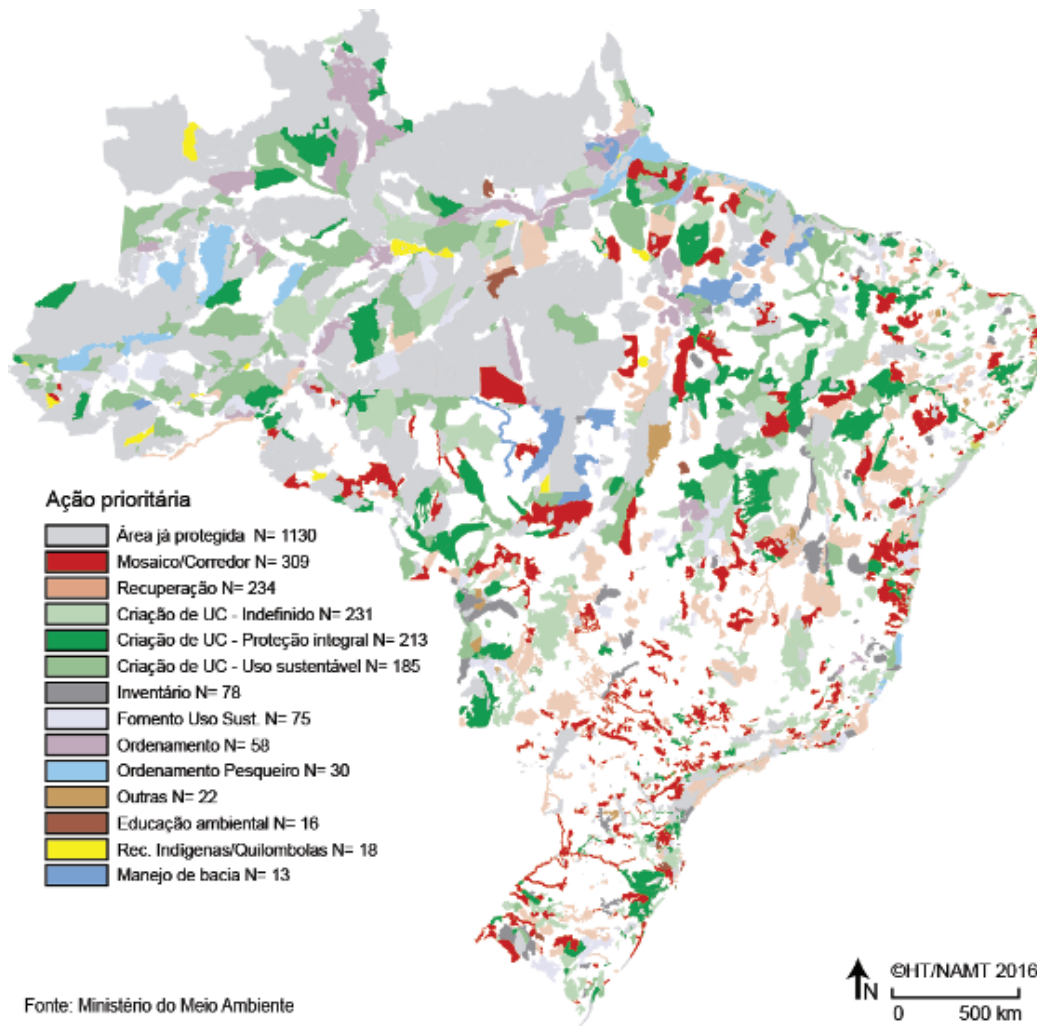 Ação prioritária
Área já protegida N= 1130
Mosaico/Corredor N= 309
Recuperação N= 234
Criação de UC - Indefinido N= 231
Criação de UC - Proteção integral N= 213
Criação de UC - Uso sustentável N= 185
Inventário N= 78
Fomento Uso Sust. N= 75
Ordenamento N= 58
Ordenamento Pesqueiro N= 30
Outras N= 22
Educação ambiental N= 16
Rec. Indígenas/Quilombolas N= 18
Manejo de bacia N= 13
Fonte: Ministério do Meio Ambiente
N
©HT/NAMT 2016
0 500 km